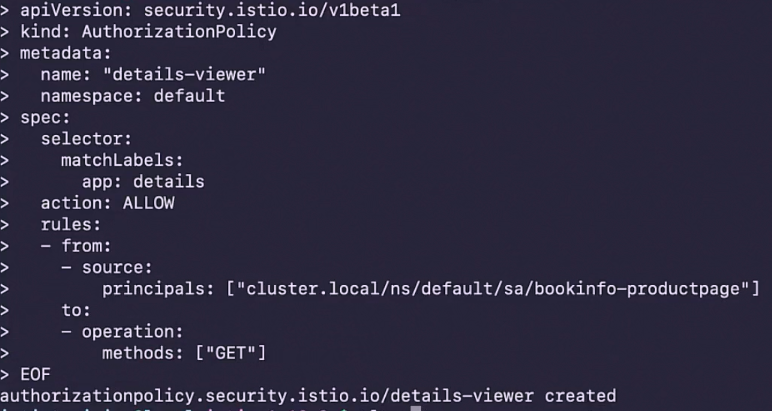 > apiVersion: security.istio.io/v1beta1
> kind: AuthorizationPolicy
> metadata:
>   name: "details-viewer"
>   namespace: default
> spec:
>   selector:
>     matchLabels:
>       app: details
>   action: ALLOW
>   rules:
>   - from:
>     - source:
>         principals: ["cluster.local/ns/default/sa/bookinfo-productpage"]
>     to:
>     - operation:
>         methods: ["GET"]
> EOF
authorizationpolicy.security.istio.io/details-viewer created